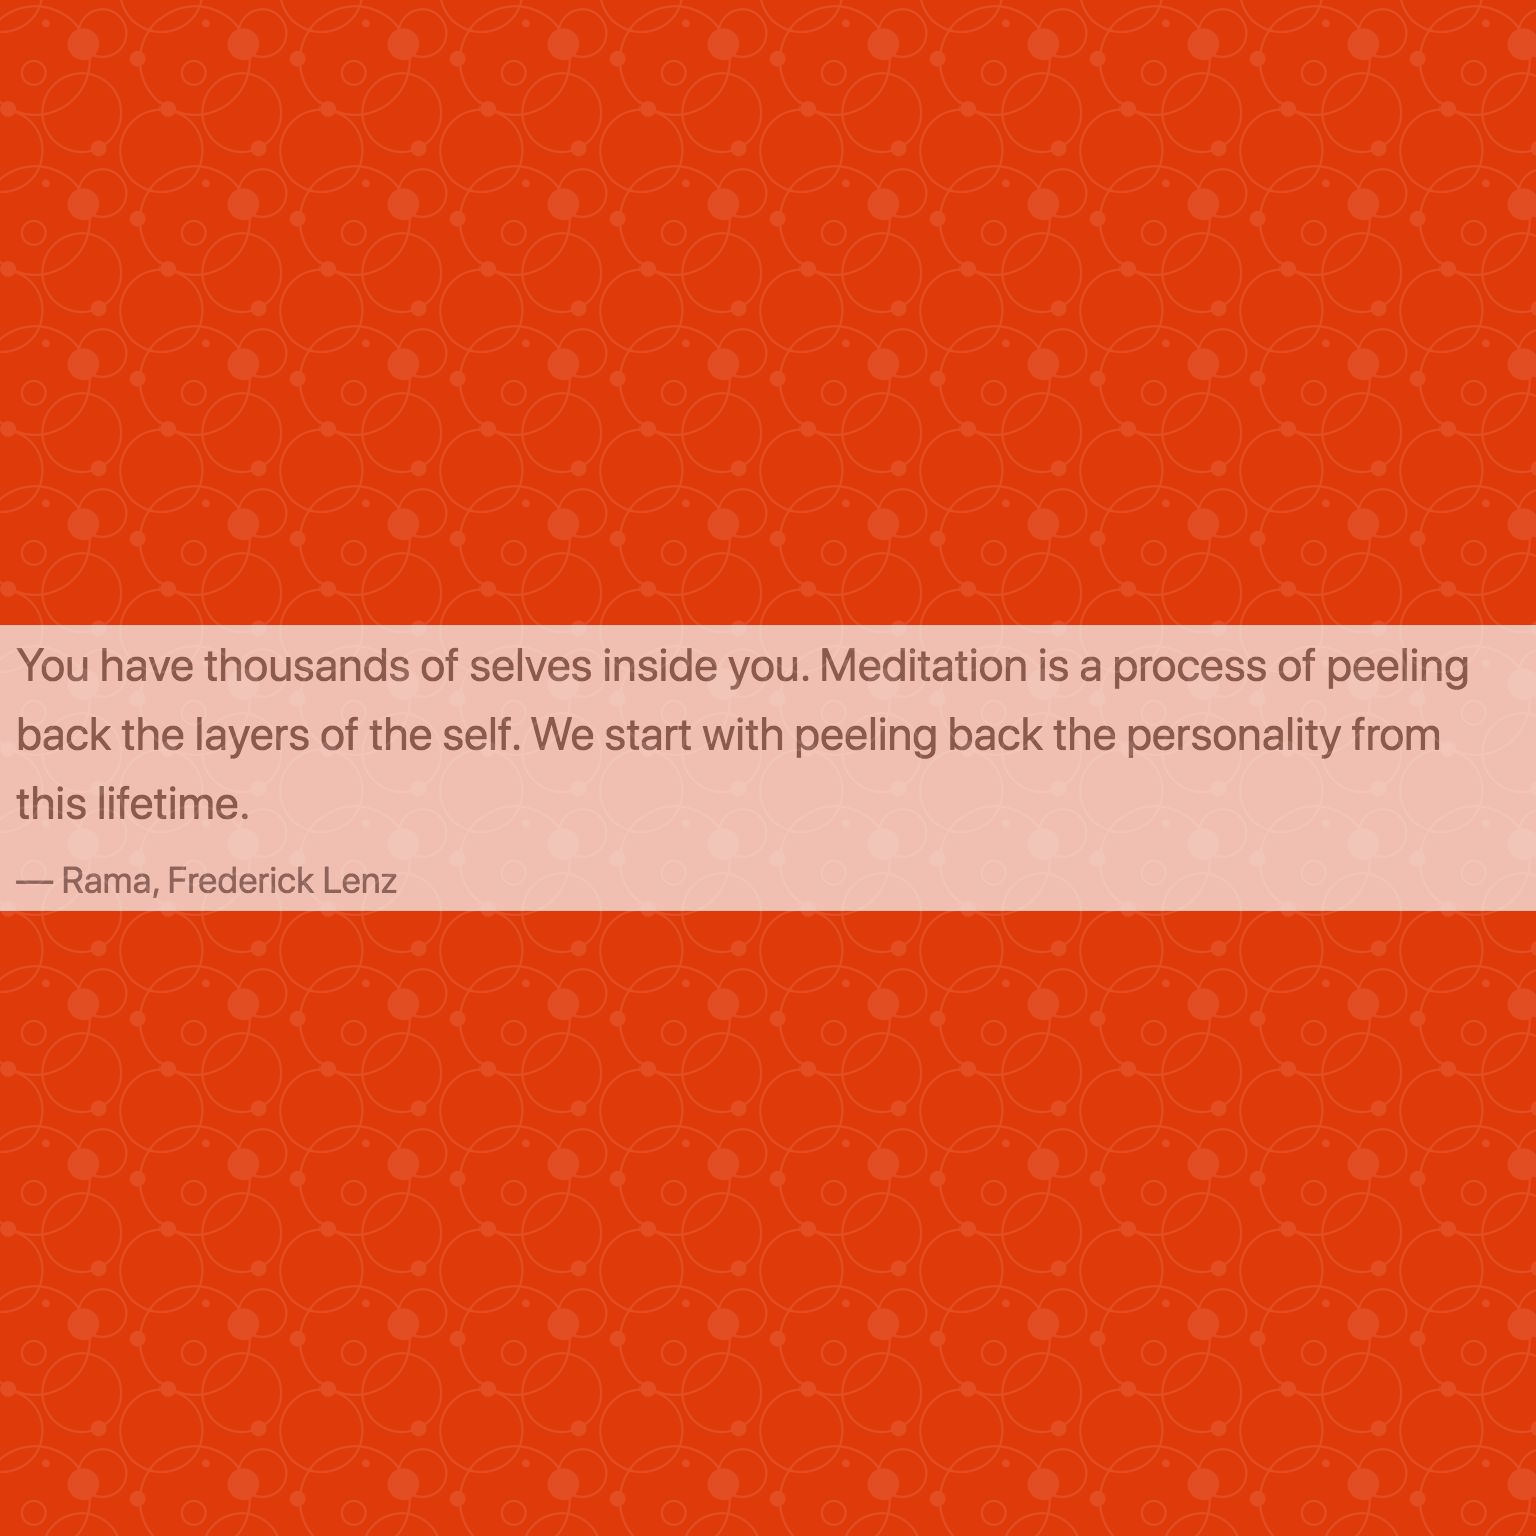 You have thousands of selves inside you. Meditation is a process of peeling
back the layers of the self. We start with peeling back the personality from
this lifetime.
— Rama, Frederick Lenz